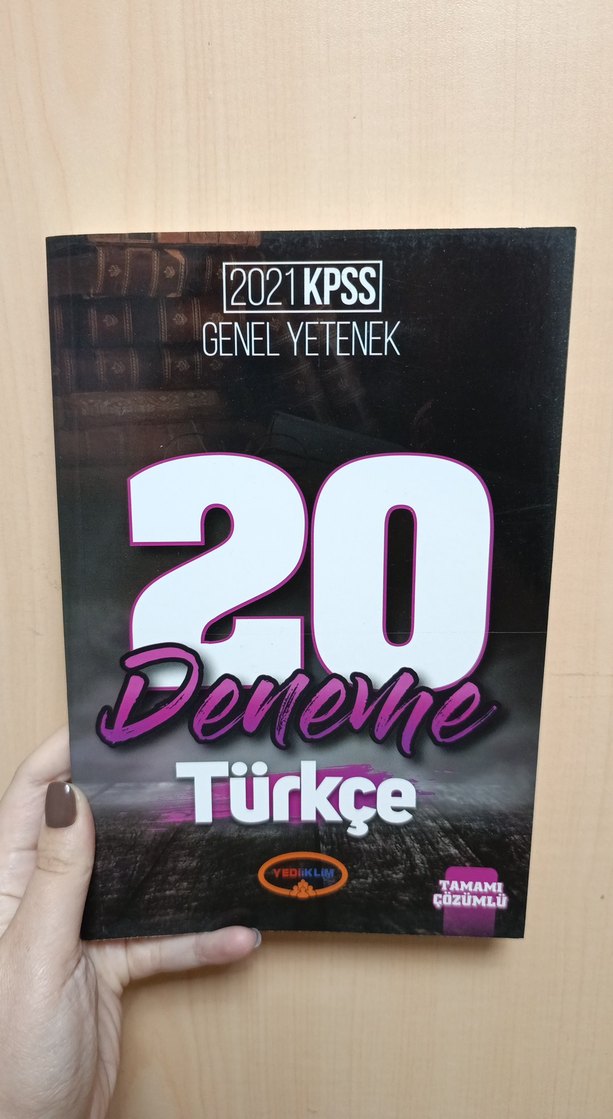 2021 KPSS
GENEL YETENEK
20
Deneme
Türkçe
YEDİİKLİM
TAMAMI
ÇÖZÜMLÜ